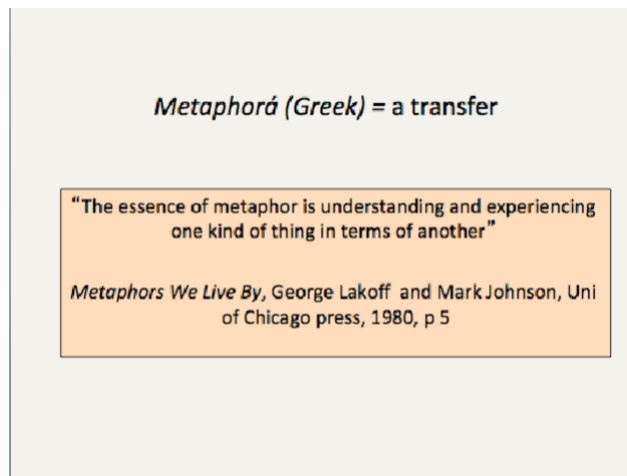 Metaphorá (Greek) = a transfer
“The essence of metaphor is understanding and experiencing
one kind of thing in terms of another”
Metaphors We Live By, George Lakoff and Mark Johnson, Uni
of Chicago press, 1980, p 5